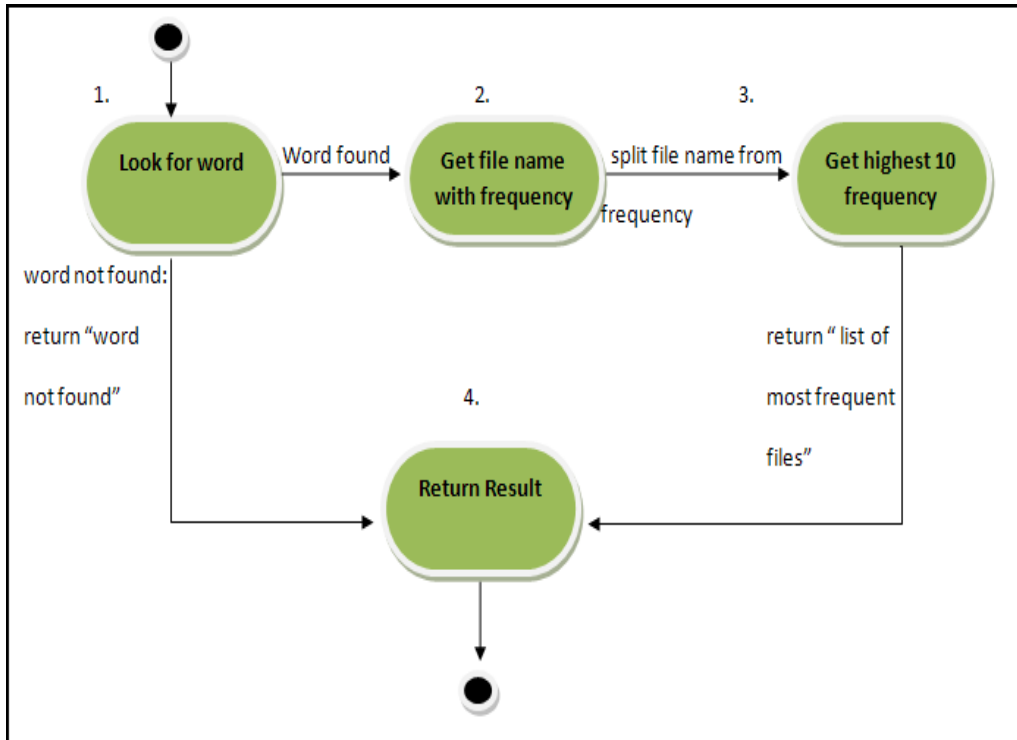 1.
2.
3.
Look for word
Word found
Get file name
with frequency
split file name from
frequency
Get highest 10
frequency
word not found:
return “word
not found”
return “ list of
most frequent
files”
4.
Return Result